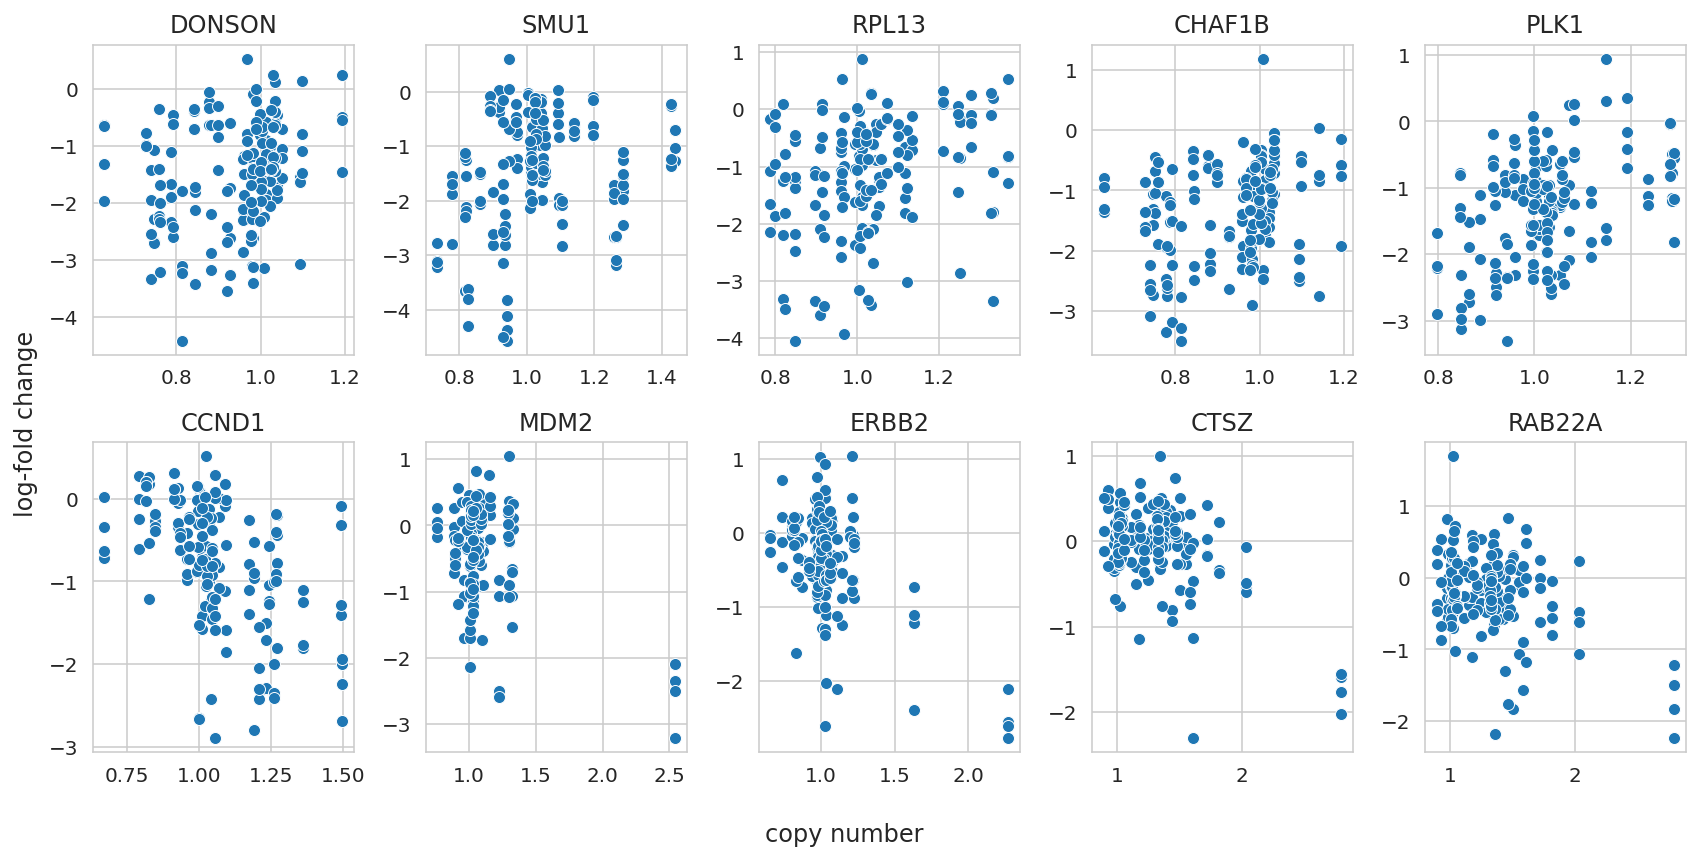 DONSON SMU1 RPL13 CHAF1B PLK1
0 −1 −2 −3 −4
0.8 1.0 1.2
0 −1 −2 −3 −4
0.8 1.0 1.2 1.4
1 0 −1 −2 −3 −4
0.8 1.0 1.2
1 0 −1 −2 −3
0.8 1.0 1.2
1 0 −1 −2 −3
0.8 1.0 1.2
log-fold change
CCND1 MDM2 ERBB2 CTSZ RAB22A
0 −1 −2 −3
0.75 1.00 1.25 1.50
1 0 −1 −2 −3
1.0 1.5 2.0 2.5
1 0 −1 −2
1.0 1.5 2.0
1 0 −1 −2
1 2
1 0 −1 −2
1 2
copy number